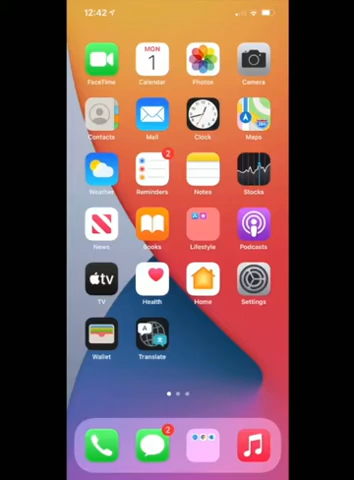 12:42
FaceTime
MON
1
Calendar
Photos
Camera
Contacts
Mail
Clock
Maps
Weather
2
Reminders
Notes
Stocks
News
Books
Lifestyle
Podcasts
tv
TV
Health
Home
Settings
Wallet
A
文
Translate
2